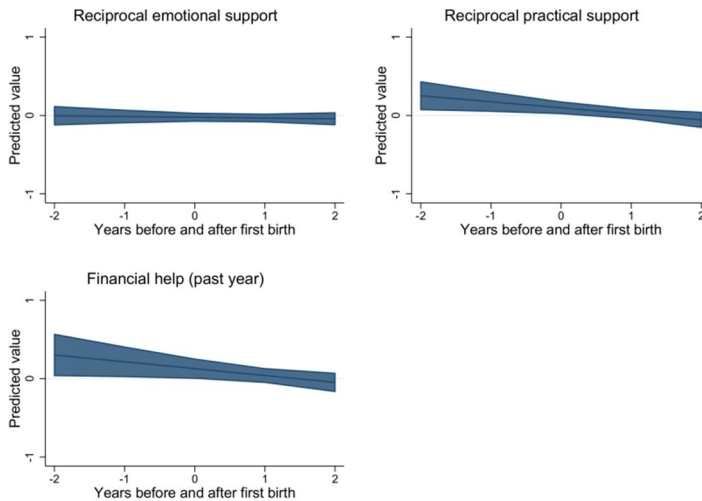 Reciprocal emotional support
Predicted value
1
0
-1
-2 -1 0 1 2
Years before and after first birth
Reciprocal practical support
Predicted value
1
0
-1
-2 -1 0 1 2
Years before and after first birth
Financial help (past year)
Predicted value
1
0
-1
-2 -1 0 1 2
Years before and after first birth